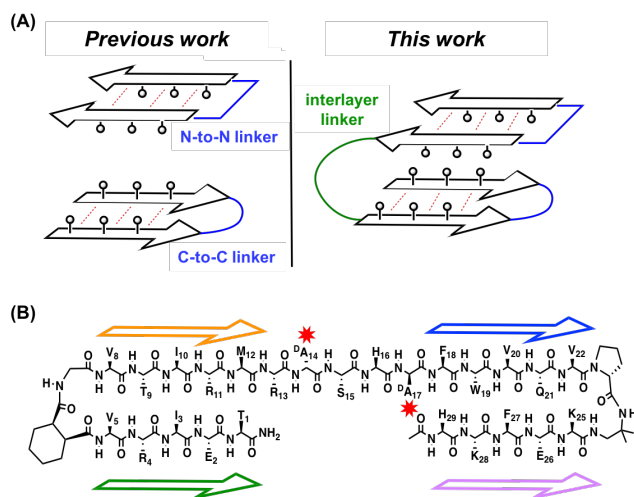 (A)
Previous work
This work
N-to-N linker
C-to-C linker
interlayer
linker
(B)
V8 I10 M12 DA14 H16 F18 V20 V22
T9 R11 R13 S15 DA17 W19 Q21
V5 I3 T1 NH2 H29 F27 K25
R4 E2 K28 E26